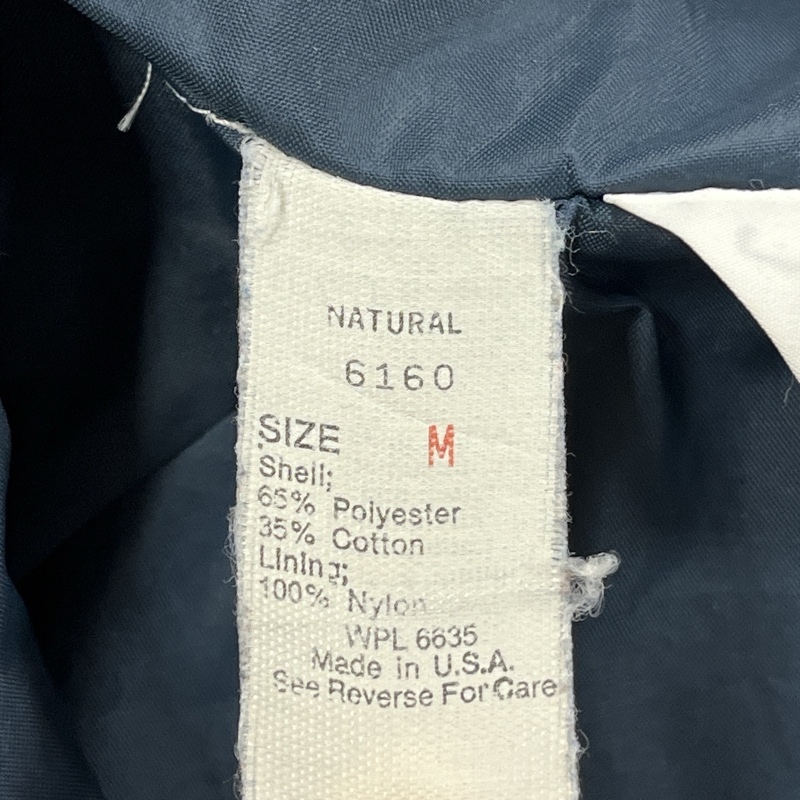 NATURAL
6160
SIZE M
Shell;
65% Polyester
35% Cotton
Lining;
100% Nylon
WPL 6635
Made in U.S.A.
See Reverse For Care